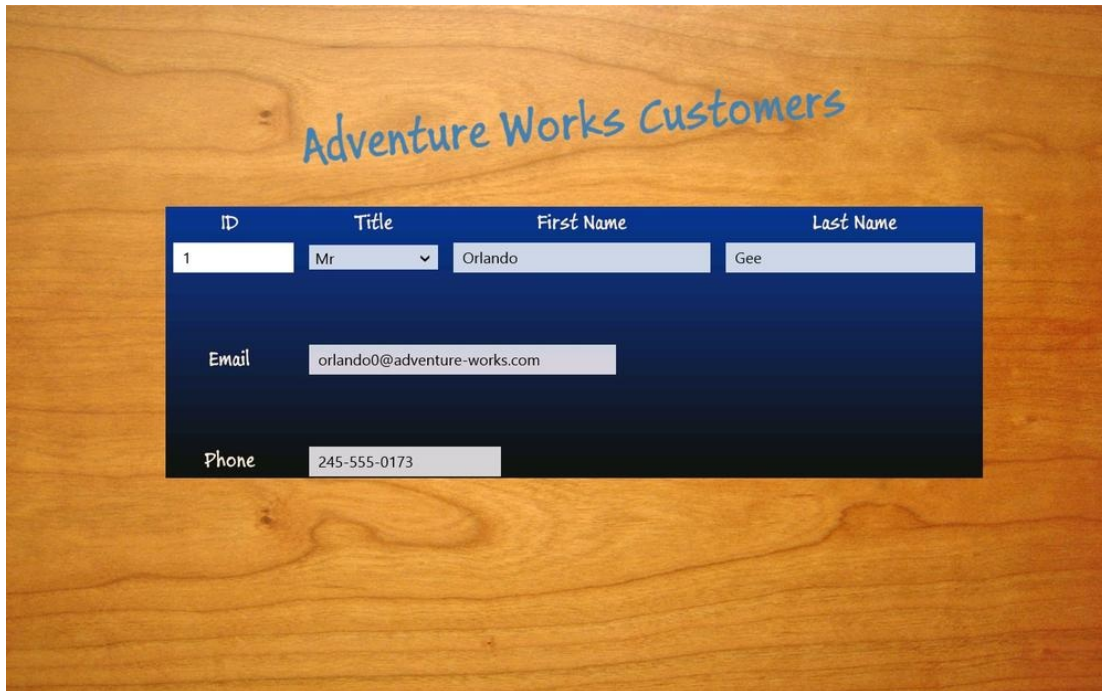 Adventure Works Customers
ID Title First Name Last Name
1 Mr Orlando Gee
Email orlando0@adventure-works.com
Phone 245-555-0173